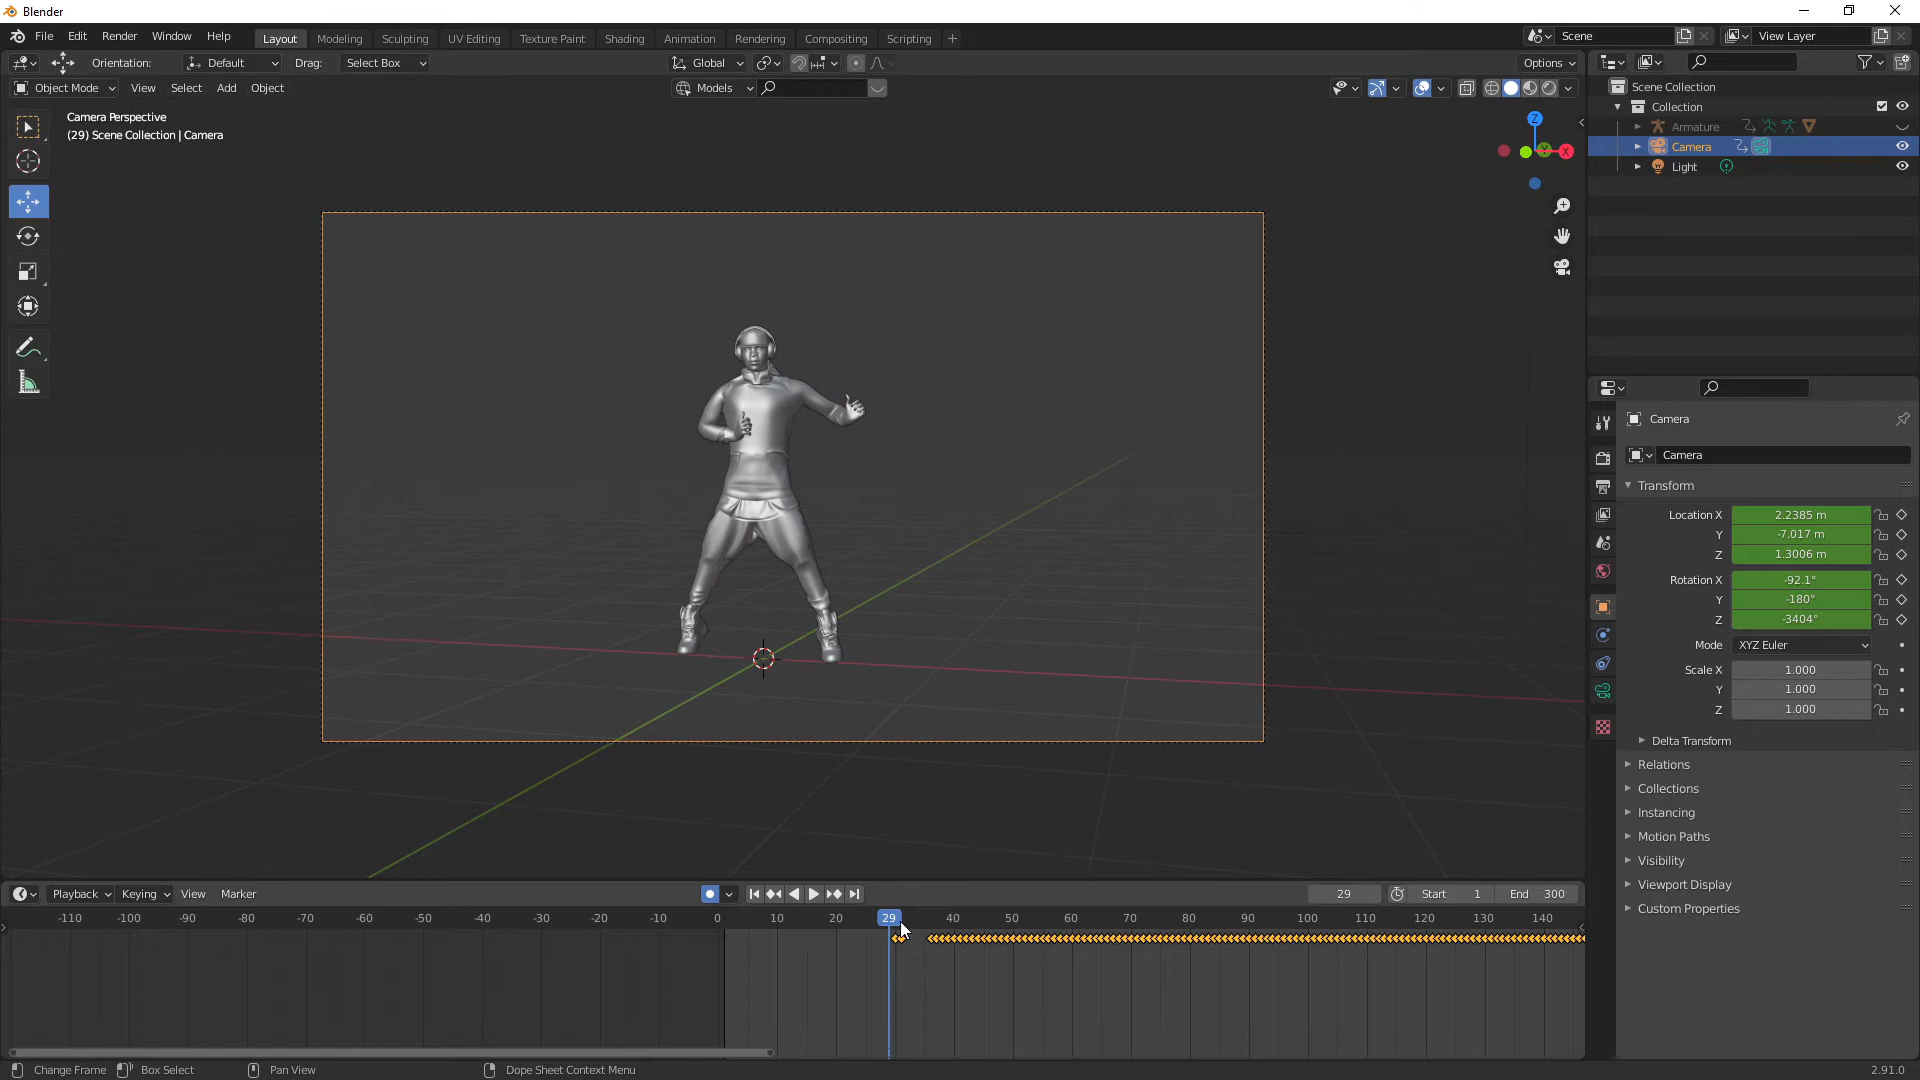 Blender
File Edit Render Window Help
Layout Modeling Sculpting UV Editing Texture Paint Shading Animation Rendering Compositing Scripting +
Scene
View Layer
Orientation: Default Drag: Select Box
Global
Options
Object Mode View Select Add Object
Models
Camera Perspective
(29) Scene Collection | Camera
Z
Y
X
Scene Collection
Collection
Armature
Camera
Light
Camera
Camera
Transform
Location X 2.2385 m
Y -7.017 m
Z 1.3006 m
Rotation X -92.1°
Y -180°
Z -3404°
Mode XYZ Euler
Scale X 1.000
Y 1.000
Z 1.000
Delta Transform
Relations
Collections
Instancing
Motion Paths
Visibility
Viewport Display
Custom Properties
Playback Keying View Marker
29 Start 1 End 300
-110 -100 -90 -80 -70 -60 -50 -40 -30 -20 -10 0 10 20 29 40 50 60 70 80 90 100 110 120 130 140
Change Frame Box Select Pan View Dope Sheet Context Menu
2.91.0